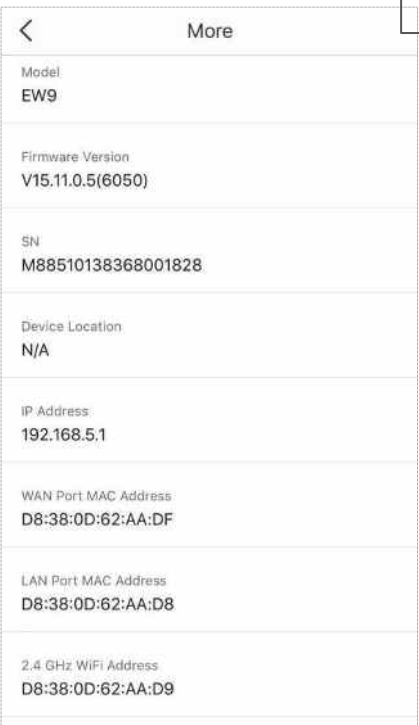 More
Model
EW9
Firmware Version
V15.11.0.5(6050)
SN
M88510138368001828
Device Location
N/A
IP Address
192.168.5.1
WAN Port MAC Address
D8:38:0D:62:AA:DF
LAN Port MAC Address
D8:38:0D:62:AA:D8
2.4 GHz WiFi Address
D8:38:0D:62:AA:D9